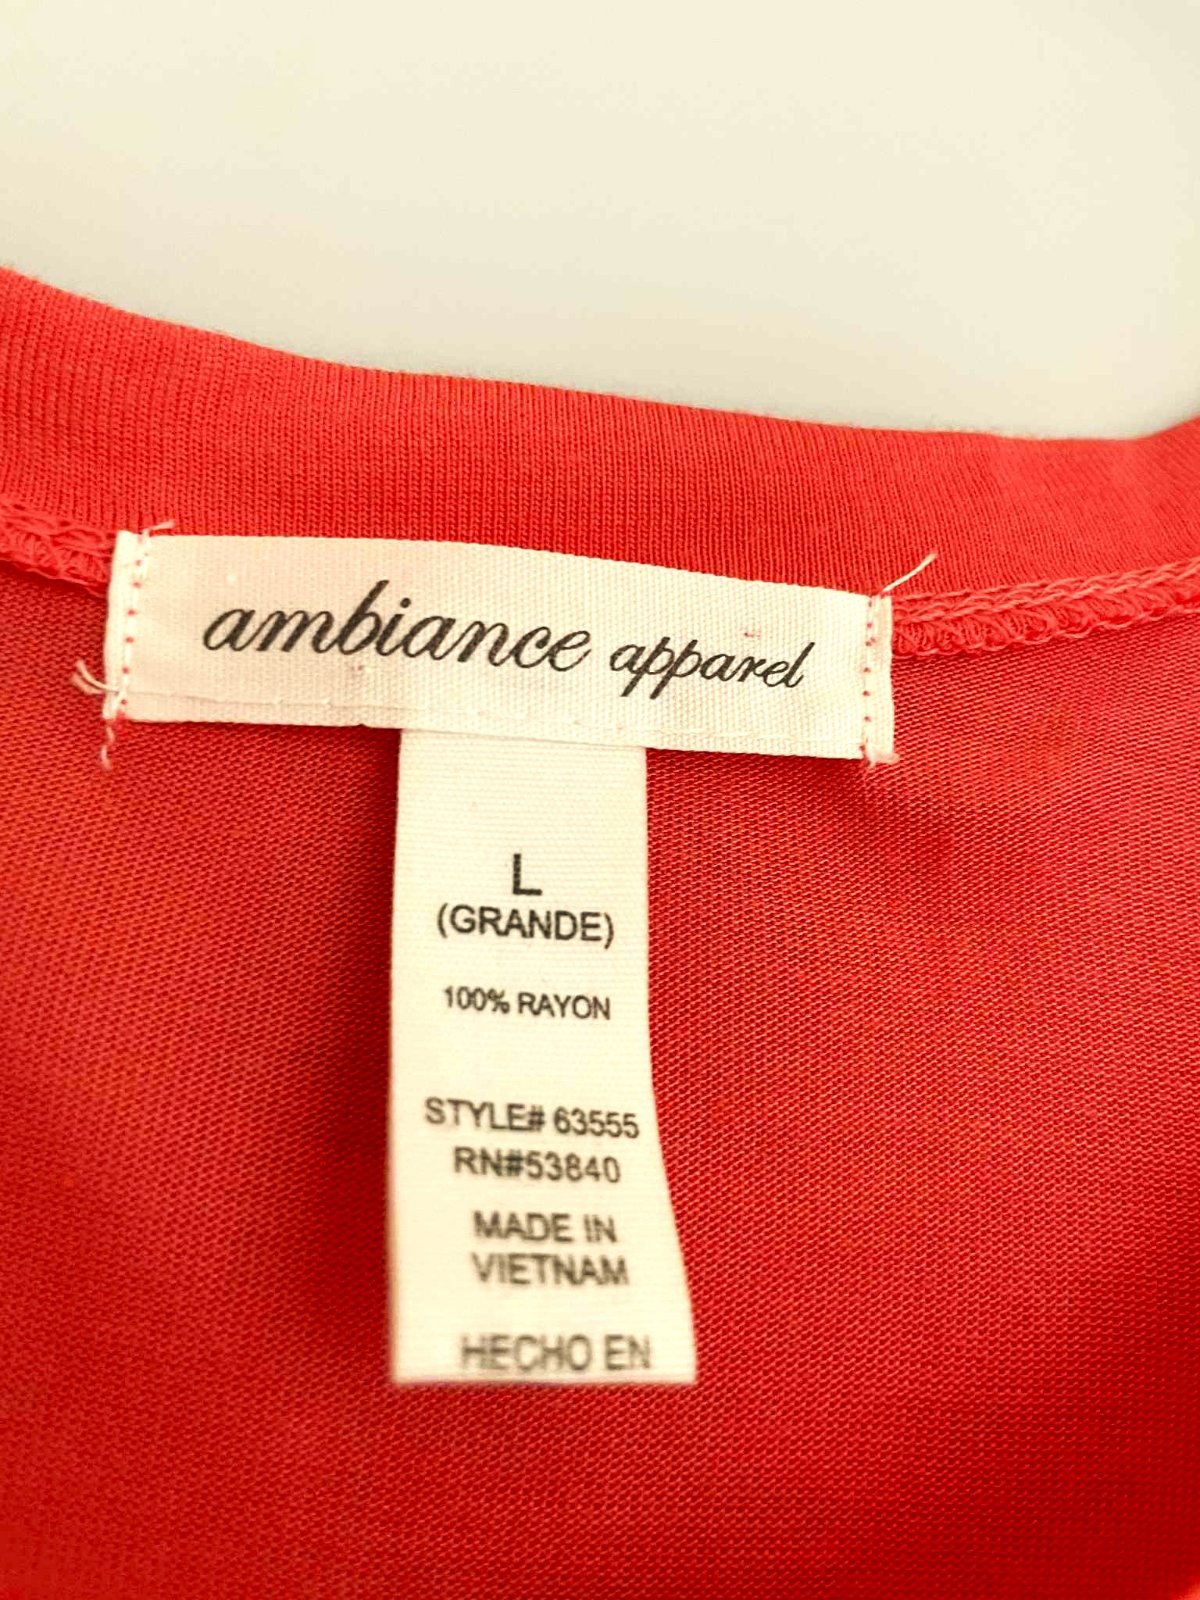 ambiance apparel
L
(GRANDE)
100% RAYON
STYLE# 63555
RN#53840
MADE IN
VIETNAM
HECHO EN